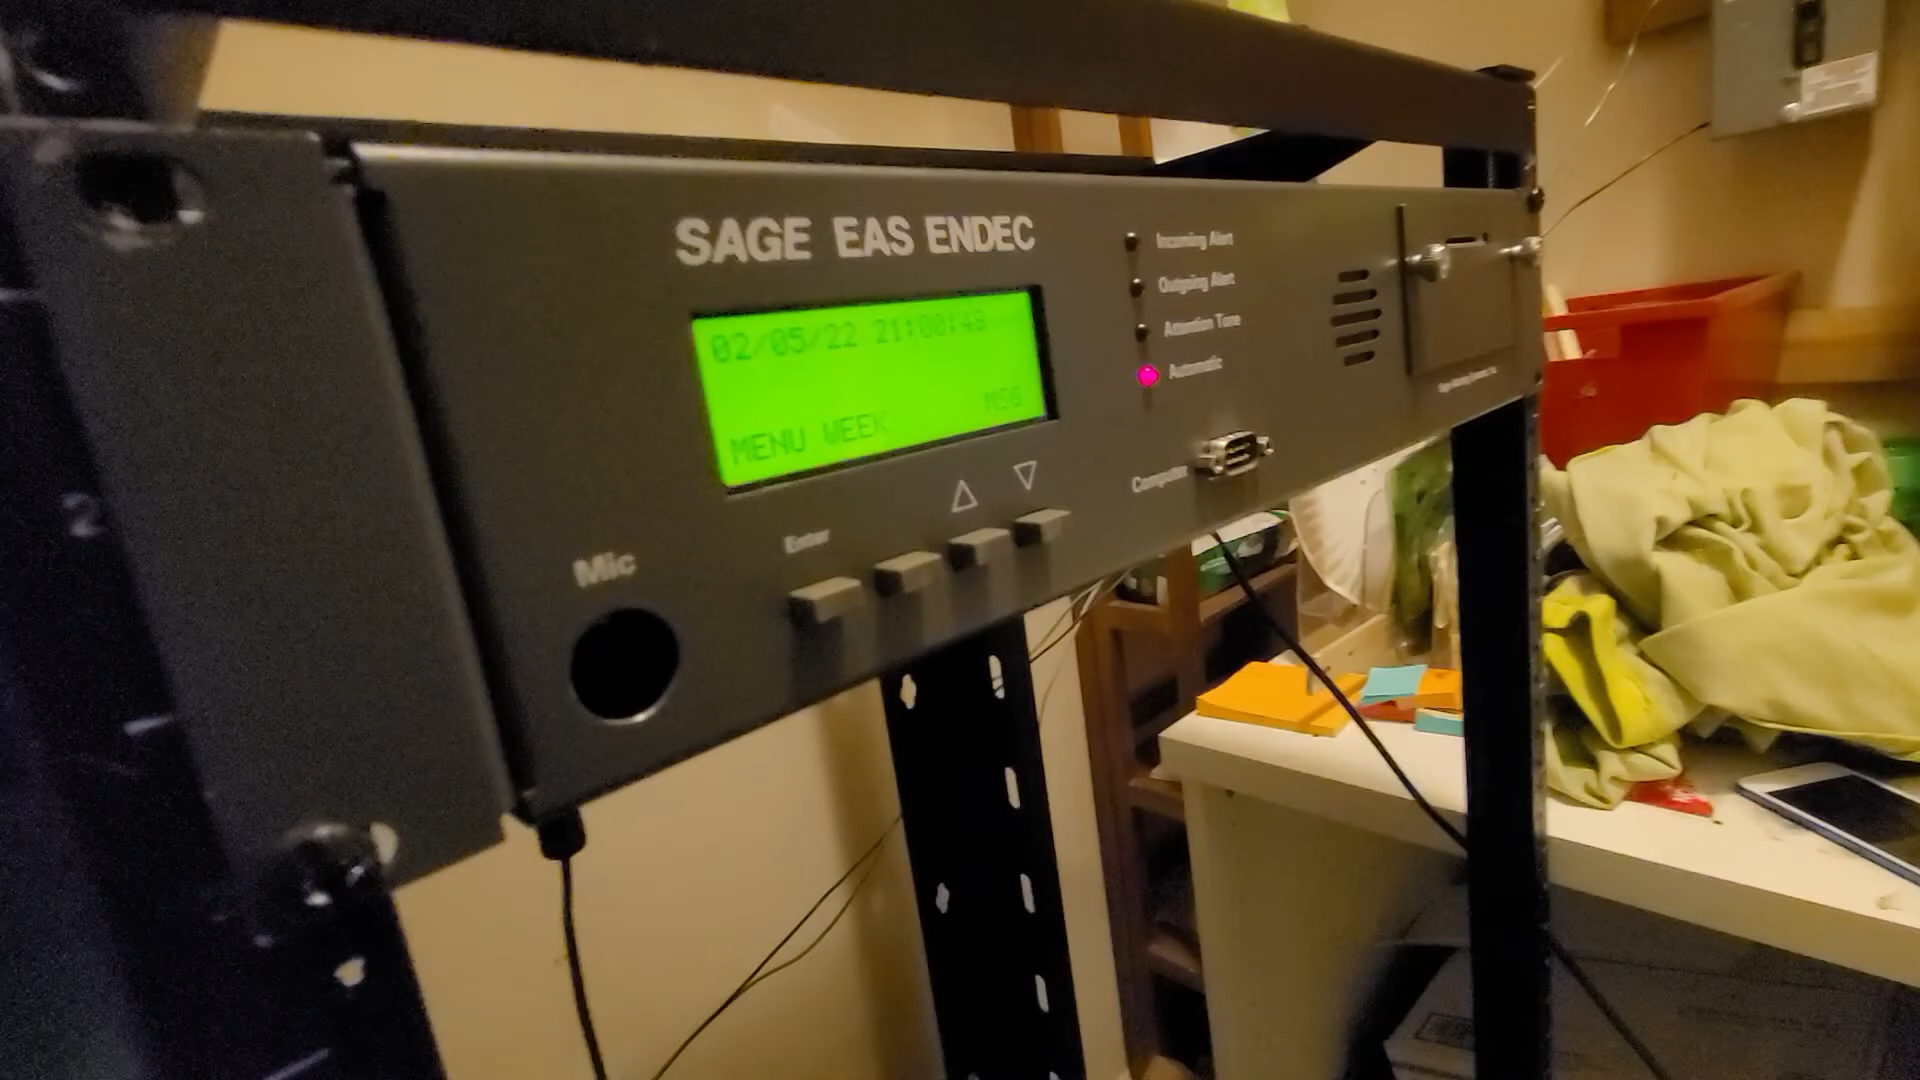 SAGE EAS ENDEC
02/05/22 21:00:49
MSG
MENU WEEK
Mic
Enter
Incoming Alert
Outgoing Alert
Attention Tone
Automatic
Computer